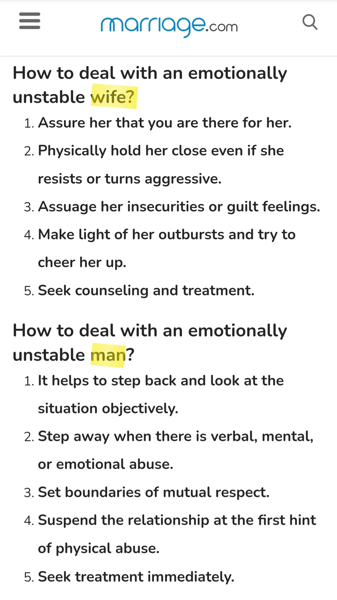 marriage.com
How to deal with an emotionally
unstable wife?
1. Assure her that you are there for her.
2. Physically hold her close even if she
resists or turns aggressive.
3. Assuage her insecurities or guilt feelings.
4. Make light of her outbursts and try to
cheer her up.
5. Seek counseling and treatment.
How to deal with an emotionally
unstable man?
1. It helps to step back and look at the
situation objectively.
2. Step away when there is verbal, mental,
or emotional abuse.
3. Set boundaries of mutual respect.
4. Suspend the relationship at the first hint
of physical abuse.
5. Seek treatment immediately.